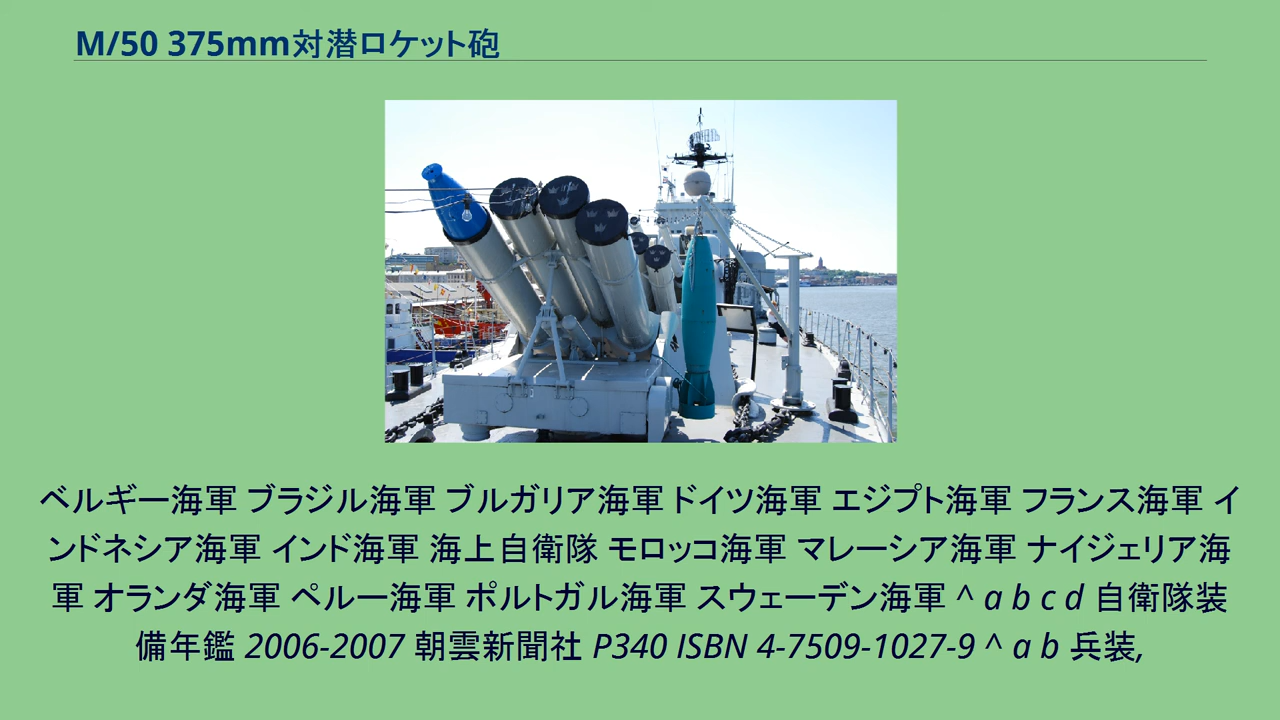 M/50 375mm対潜ロケット砲
ベルギー海軍 ブラジル海軍 ブルガリア海軍 ドイツ海軍 エジプト海軍 フランス海軍 イ
ンドネシア海軍 インド海軍 海上自衛隊 モロッコ海軍 マレーシア海軍 ナイジェリア海
軍 オランダ海軍 ペルー海軍 ポルトガル海軍 スウェーデン海軍 ^ a b c d 自衛隊装
備年鑑 2006-2007 朝雲新聞社 P340 ISBN 4-7509-1027-9 ^ a b 兵装,